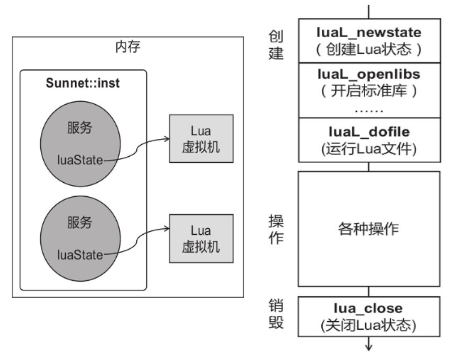 内存
Sunnet::inst
服务
luaState
Lua
虚拟机
服务
luaState
Lua
虚拟机
创建
luaL_newstate
(创建Lua状态)
luaL_openlibs
(开启标准库)
……
luaL_dofile
(运行Lua文件)
操作
各种操作
销毁
lua_close
(关闭Lua状态)